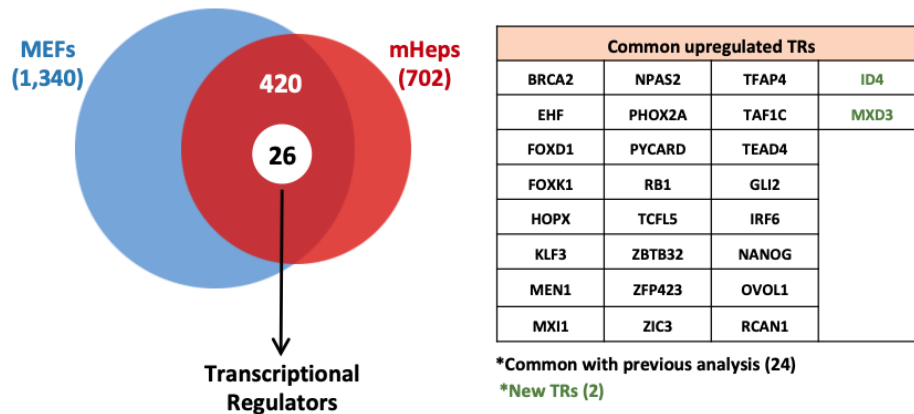 MEFs
(1,340)
mHeps
(702)
420
26
Transcriptional
Regulators
Common upregulated TRs
BRCA2 NPAS2 TFAP4 ID4
EHF PHOX2A TAF1C MXD3
FOXD1 PYCARD TEAD4
FOXK1 RB1 GLI2
HOPX TCFL5 IRF6
KLF3 ZBTB32 NANOG
MEN1 ZFP423 OVOL1
MXI1 ZIC3 RCAN1
*Common with previous analysis (24)
*New TRs (2)